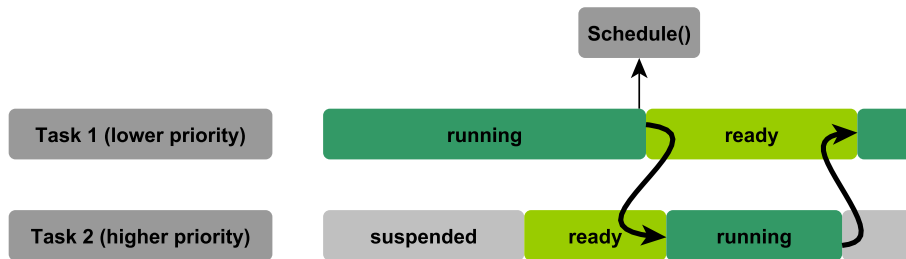 Schedule()
Task 1 (lower priority)
running
ready
Task 2 (higher priority)
suspended
ready
running